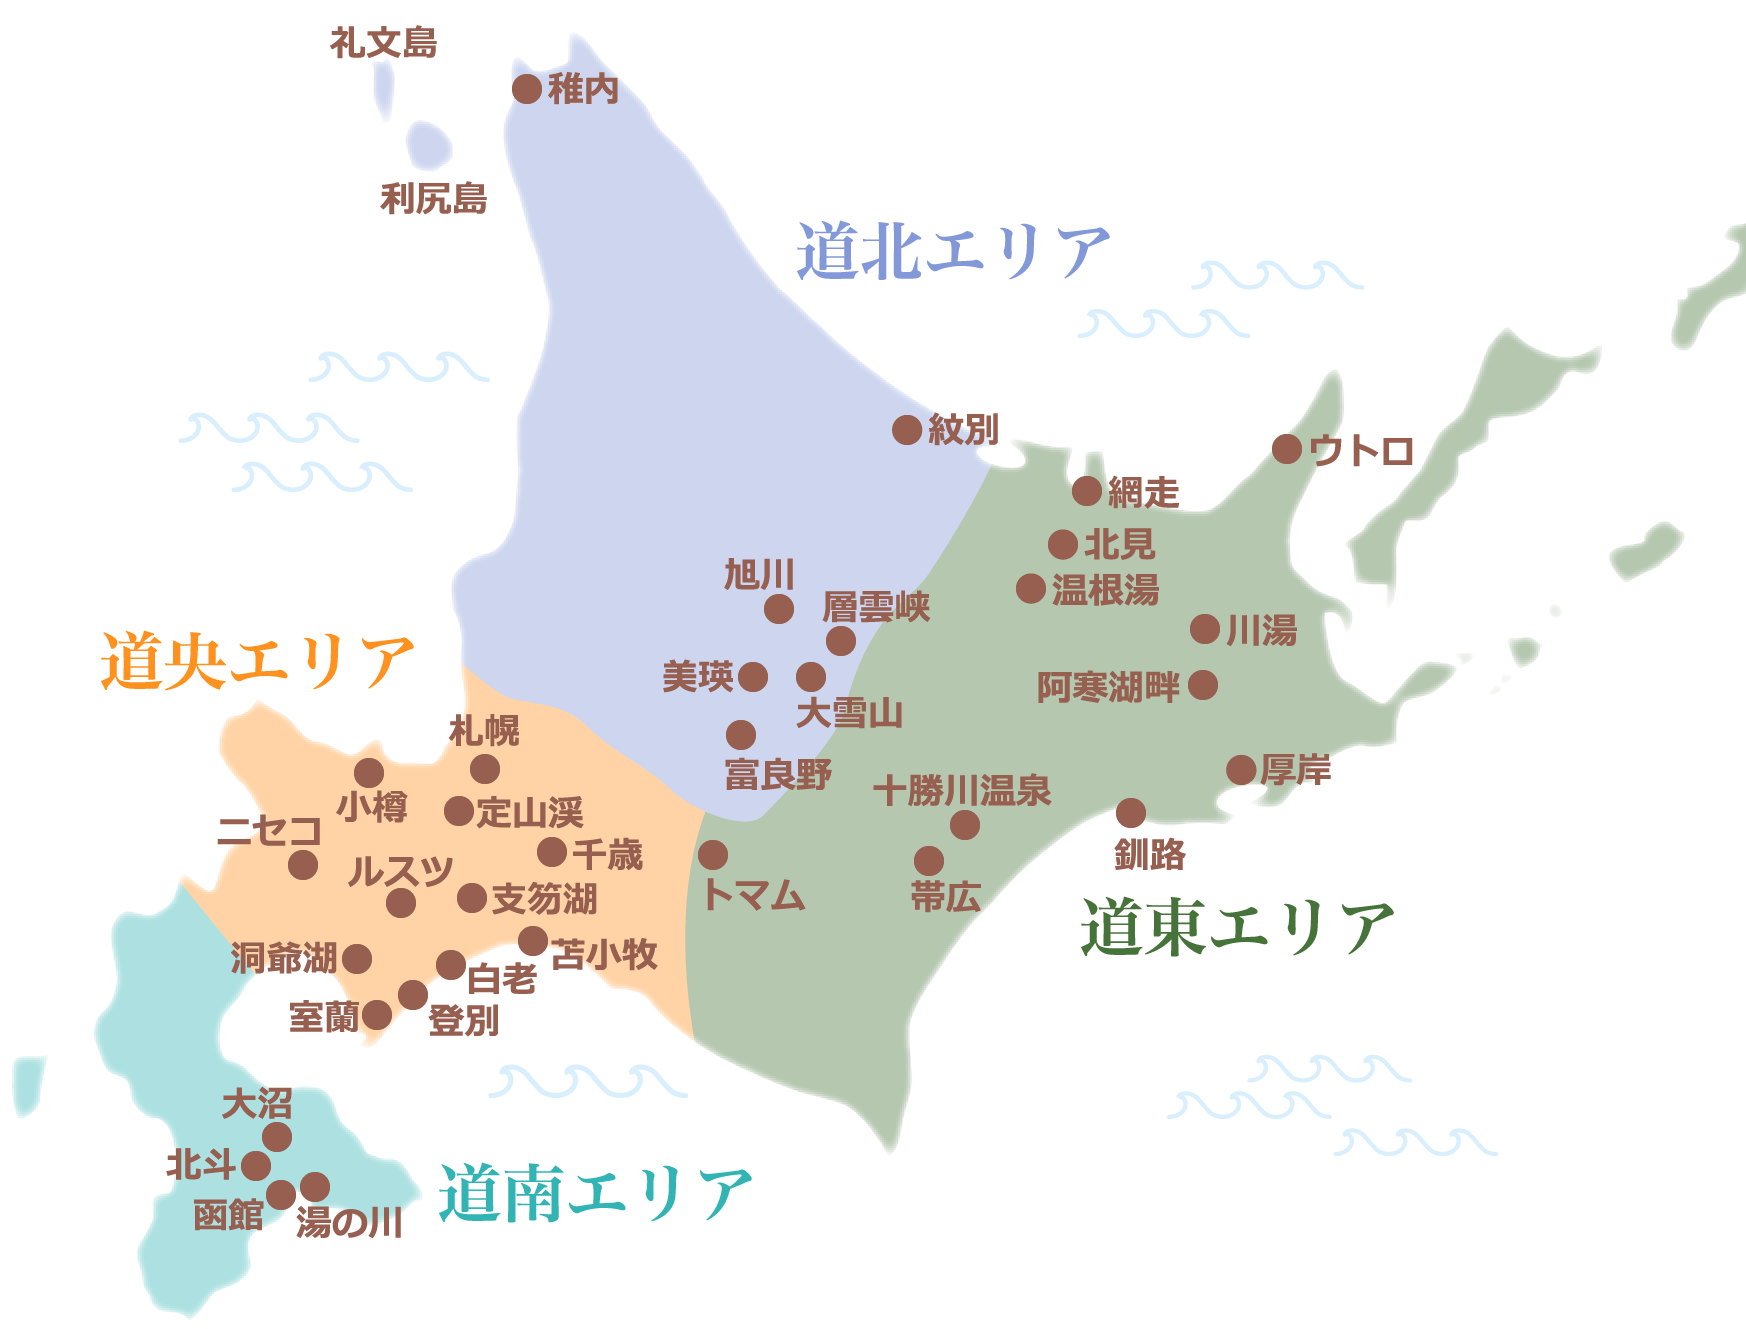 礼文島
稚内
利尻島
道北エリア
紋別
ウトロ
網走
北見
温根湯
旭川
層雲峡
川湯
美瑛
大雪山
阿寒湖畔
富良野
十勝川温泉
厚岸
釧路
トマム
帯広
道東エリア
道央エリア
札幌
小樽
定山渓
ニセコ
千歳
ルスツ
支笏湖
洞爺湖
苫小牧
白老
室蘭
登別
大沼
北斗
函館
湯の川
道南エリア